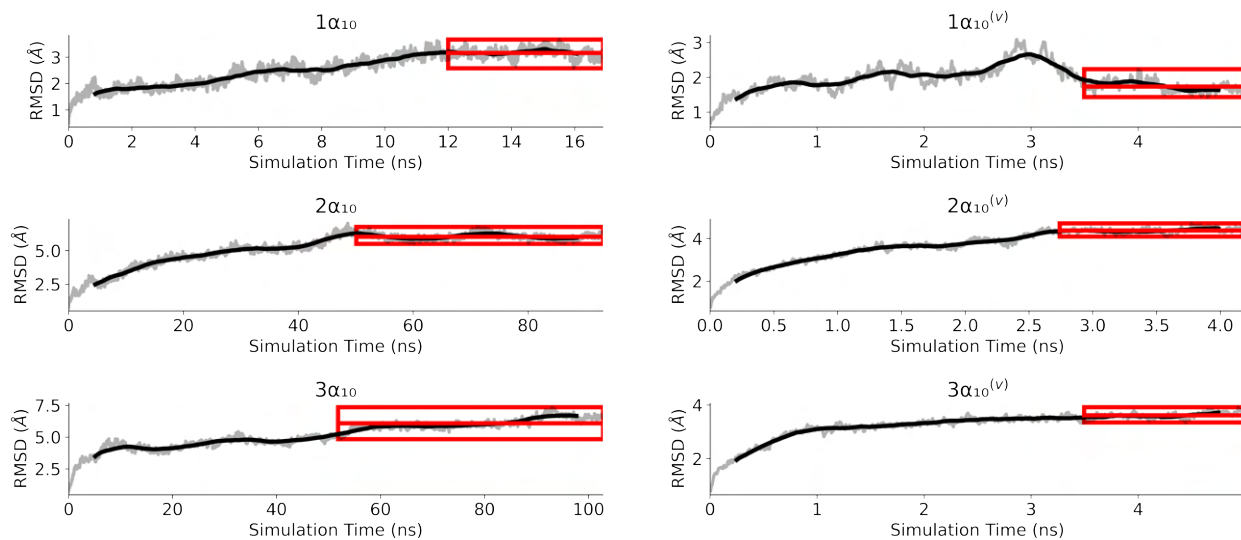 1α₁₀
RMSD (Å)
3
2
1
0 2 4 6 8 10 12 14 16
Simulation Time (ns)
1α₁₀⁽ᵛ⁾
RMSD (Å)
3
2
1
0 1 2 3 4
Simulation Time (ns)
2α₁₀
RMSD (Å)
5.0
2.5
0 20 40 60 80
Simulation Time (ns)
2α₁₀⁽ᵛ⁾
RMSD (Å)
4
2
0.0 0.5 1.0 1.5 2.0 2.5 3.0 3.5 4.0
Simulation Time (ns)
3α₁₀
RMSD (Å)
7.5
5.0
2.5
0 20 40 60 80 100
Simulation Time (ns)
3α₁₀⁽ᵛ⁾
RMSD (Å)
4
2
0 1 2 3 4
Simulation Time (ns)